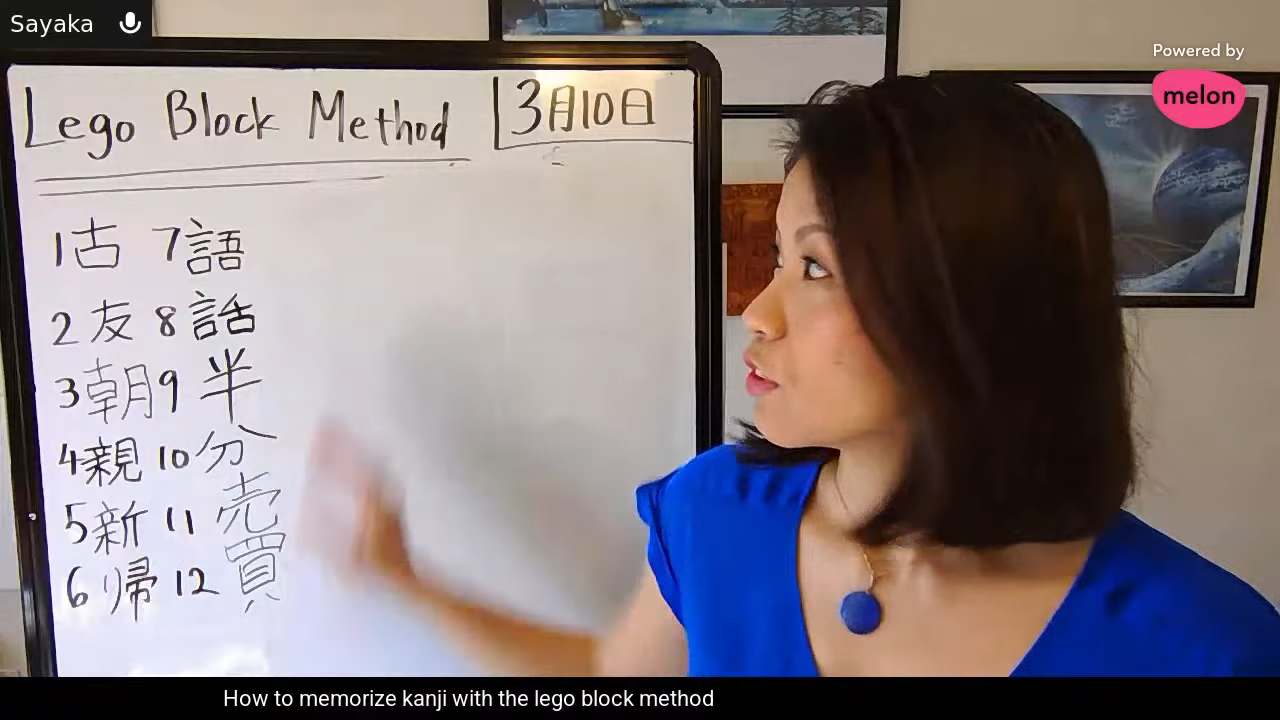 Sayaka
Powered by
melon
Lego Block Method 3月10日
1古 7語
2友 8話
3朝 9半
4親 10分
5新 11売
6帰 12買
How to memorize kanji with the lego block method